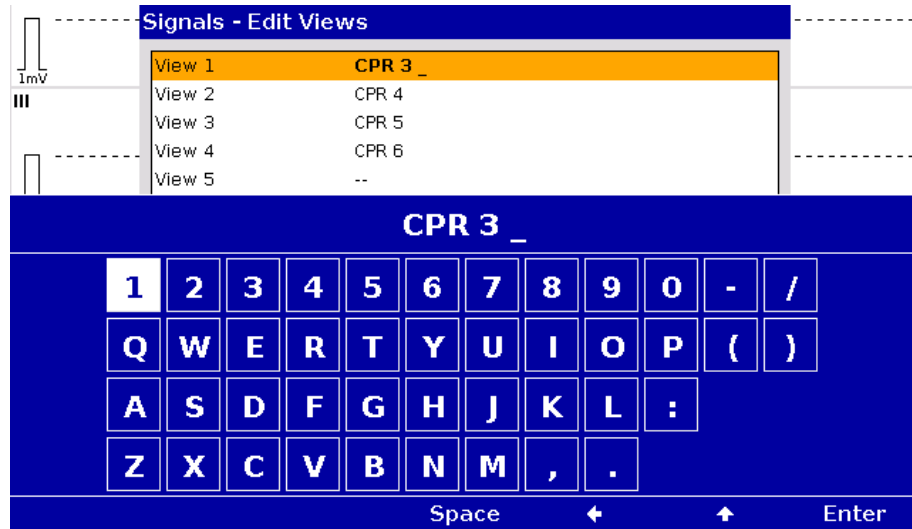 Signals - Edit Views
1mV
View 1 CPR 3 _
III
View 2 CPR 4
View 3 CPR 5
View 4 CPR 6
View 5 --
CPR 3 _
1 2 3 4 5 6 7 8 9 0 - /
Q W E R T Y U I O P ( )
A S D F G H J K L :
Z X C V B N M , .
Space ← ↑ Enter